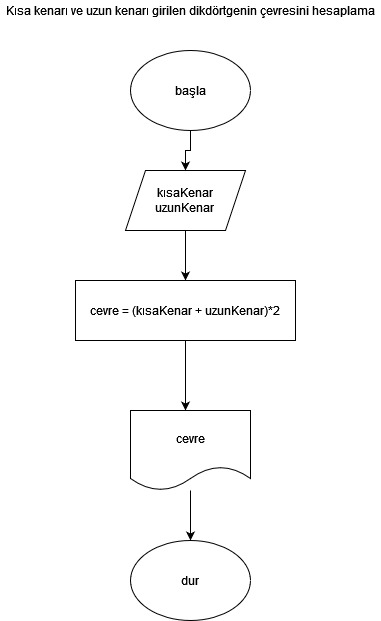 Kısa kenarı ve uzun kenarı girilen dikdörtgenin çevresini hesaplama
başla
kısaKenar
uzunKenar
cevre = (kısaKenar + uzunKenar)*2
cevre
dur